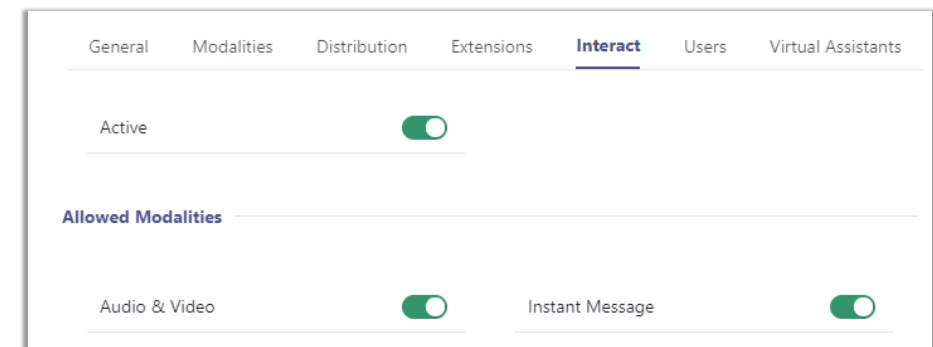 General Modalities Distribution Extensions Interact Users Virtual Assistants
Active
Allowed Modalities
Audio & Video Instant Message